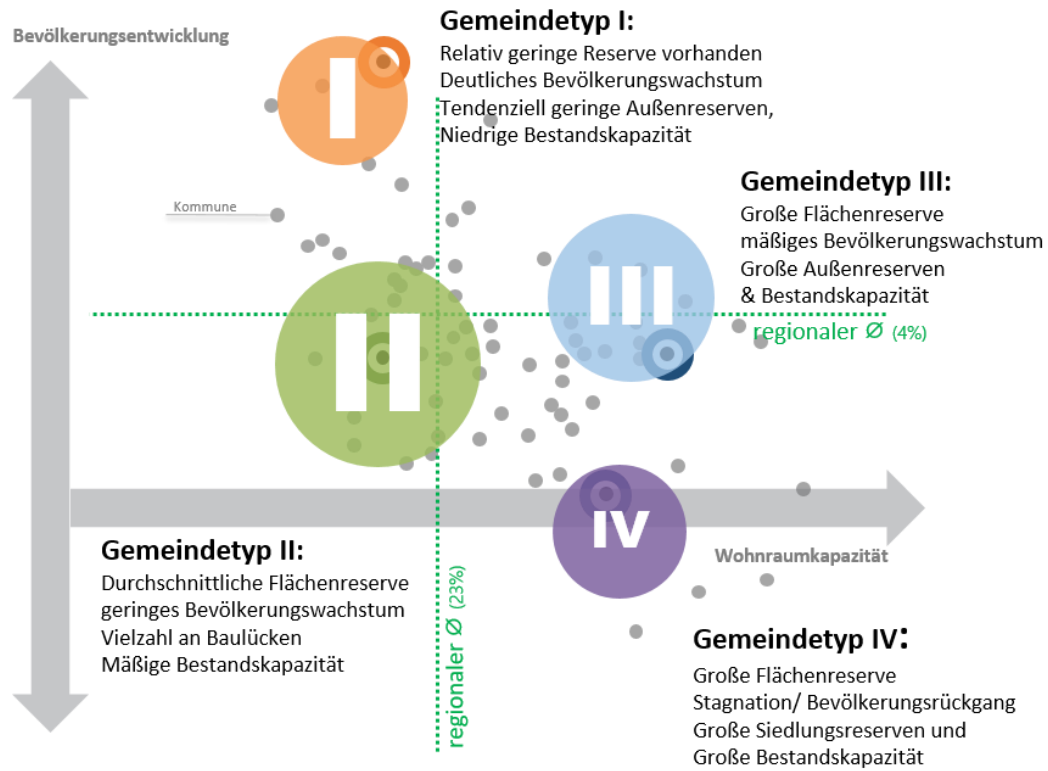 Bevölkerungsentwicklung
Gemeindetyp I:
Relativ geringe Reserve vorhanden
Deutliches Bevölkerungswachstum
Tendenziell geringe Außenreserven,
Niedrige Bestandskapazität
I
Kommune
Gemeindetyp III:
Große Flächenreserve
mäßiges Bevölkerungswachstum
Große Außenreserven
& Bestandskapazität
III
regionaler Ø (4%)
II
IV
Wohnraumkapazität
Gemeindetyp II:
Durchschnittliche Flächenreserve
geringes Bevölkerungswachstum
Vielzahl an Baulücken
Mäßige Bestandskapazität
regionaler Ø (23%)
Gemeindetyp IV:
Große Flächenreserve
Stagnation/ Bevölkerungsrückgang
Große Siedlungsreserven und
Große Bestandskapazität